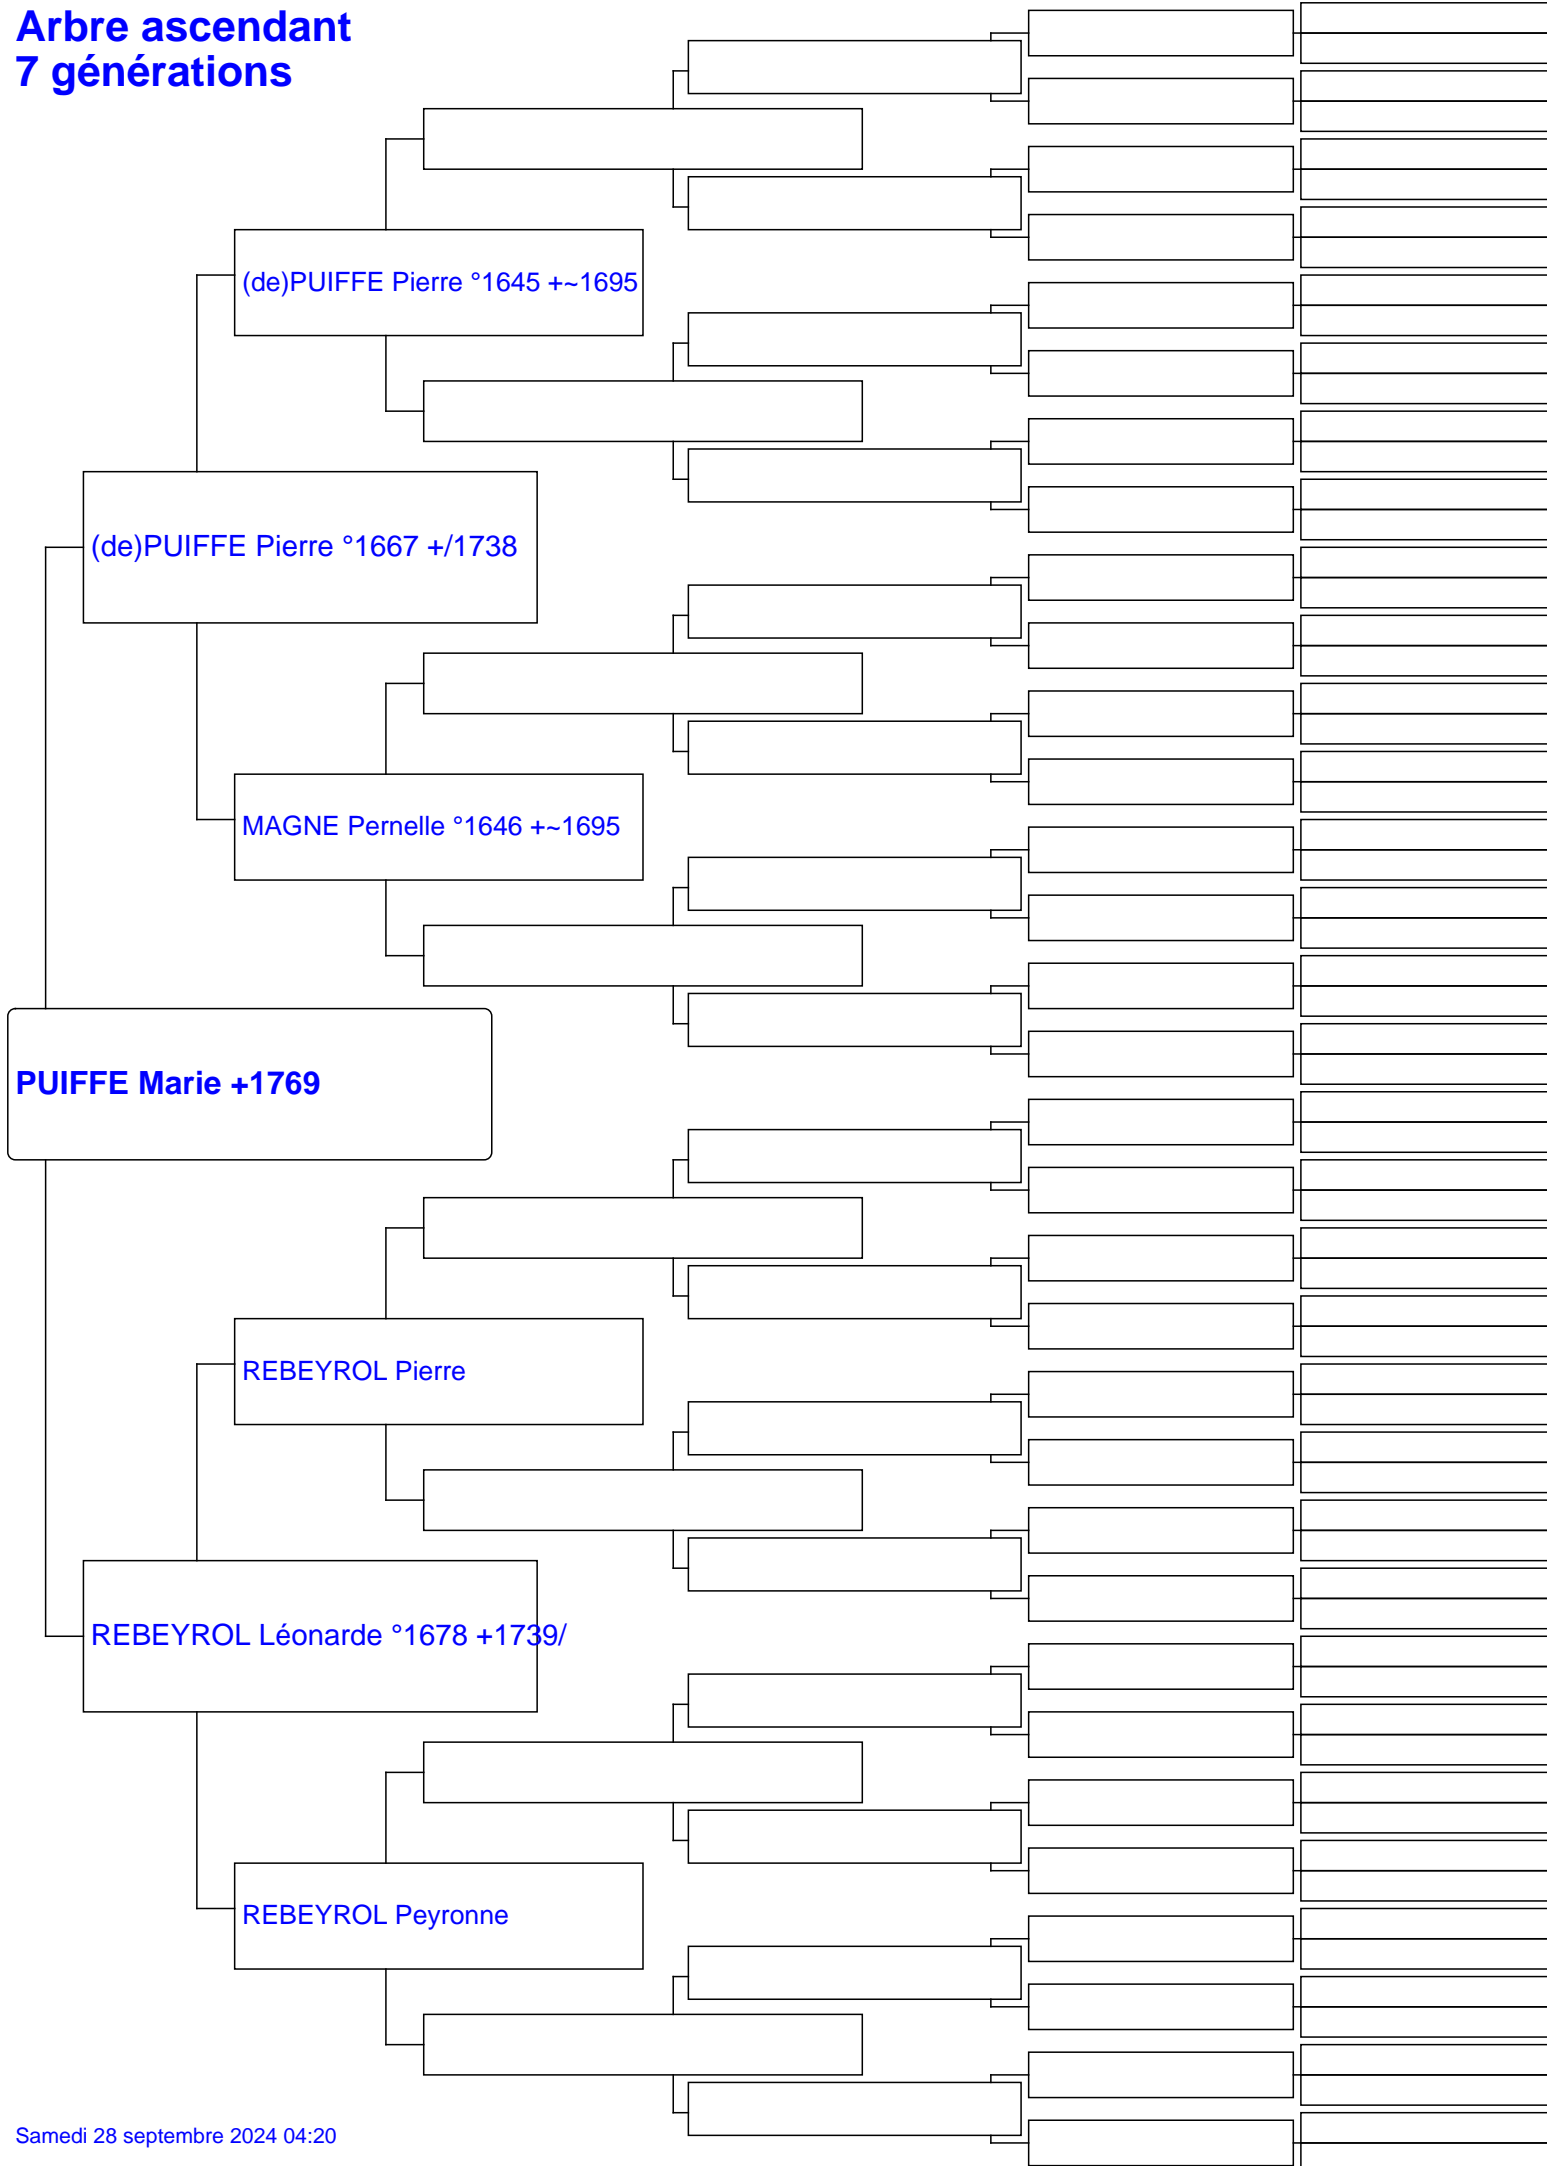 Arbre ascendant
7 générations
(de)PUIFFE Pierre °1645 +~1695
(de)PUIFFE Pierre °1667 +/1738
MAGNE Pernelle °1646 +~1695
PUIFFE Marie +1769
REBEYROL Pierre
REBEYROL Léonarde °1678 +1739/
REBEYROL Peyronne
Samedi 28 septembre 2024 04:20